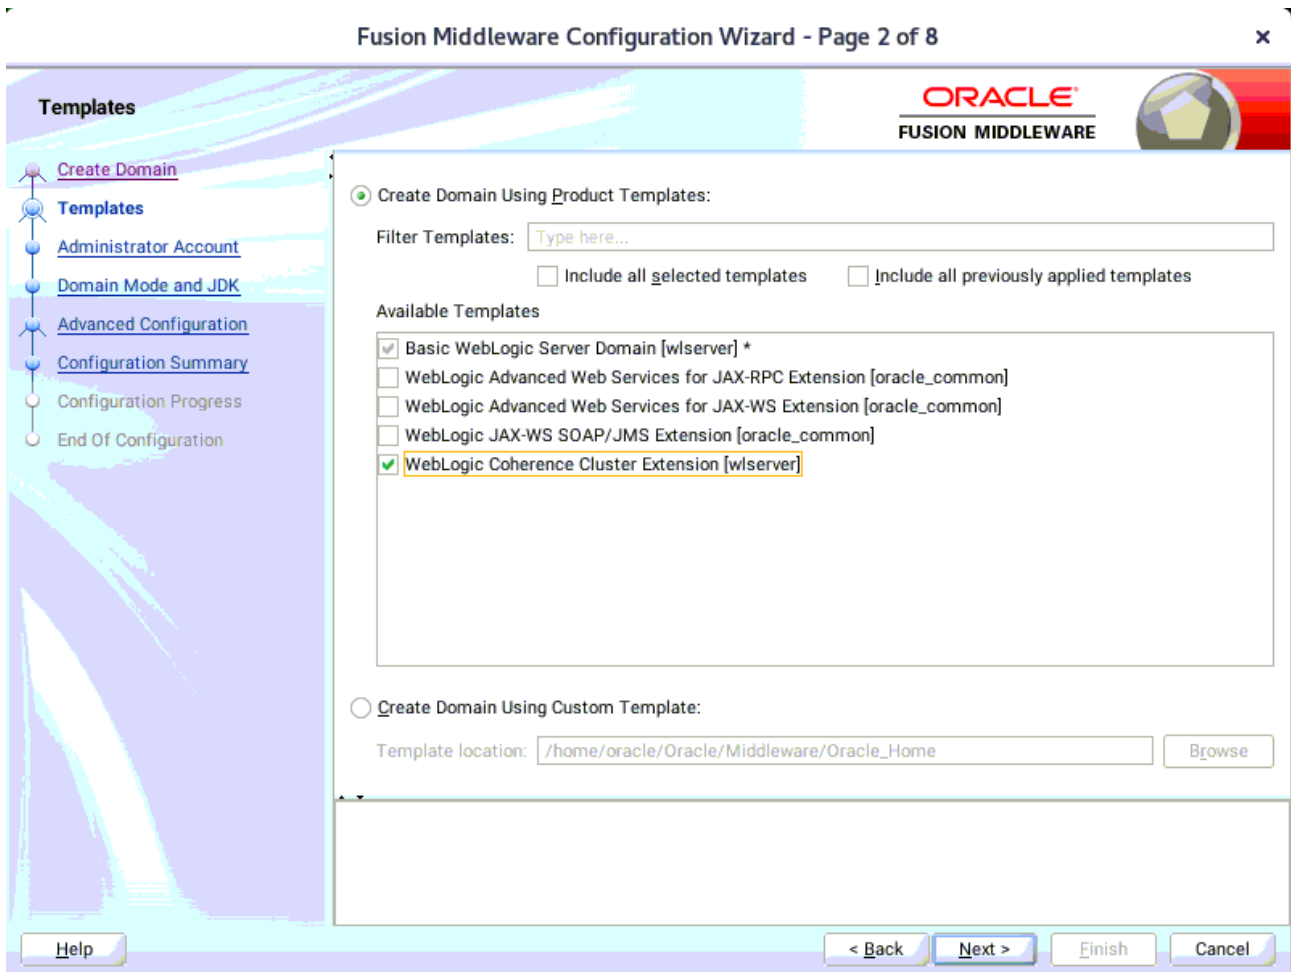 Fusion Middleware Configuration Wizard - Page 2 of 8
Templates
ORACLE
FUSION MIDDLEWARE
Create Domain
Templates
Administrator Account
Domain Mode and JDK
Advanced Configuration
Configuration Summary
Configuration Progress
End Of Configuration
Create Domain Using Product Templates:
Filter Templates: Type here...
Include all selected templates Include all previously applied templates
Available Templates
Basic WebLogic Server Domain [wlserver] *
WebLogic Advanced Web Services for JAX-RPC Extension [oracle_common]
WebLogic Advanced Web Services for JAX-WS Extension [oracle_common]
WebLogic JAX-WS SOAP/JMS Extension [oracle_common]
WebLogic Coherence Cluster Extension [wlserver]
Create Domain Using Custom Template:
Template location: /home/oracle/Oracle/Middleware/Oracle_Home Browse
Help < Back Next > Finish Cancel